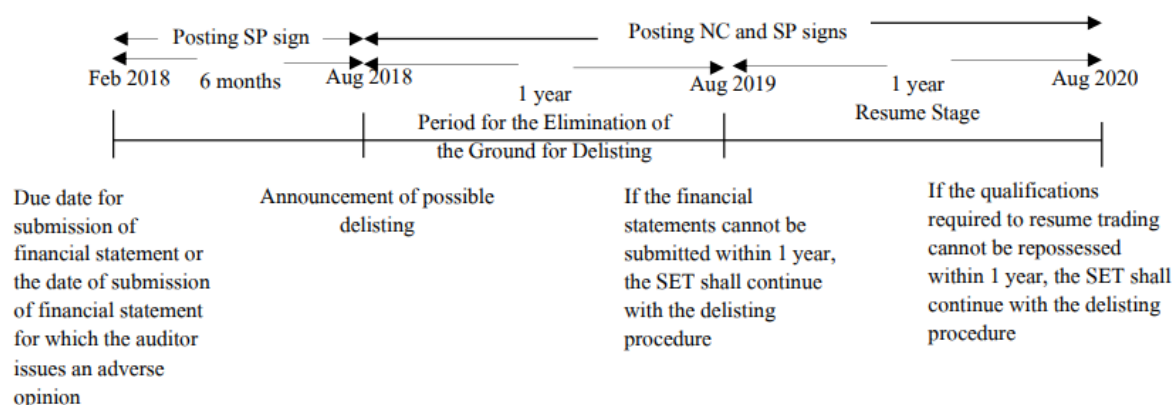 Posting SP sign
Posting NC and SP signs
Feb 2018
6 months
Aug 2018
1 year
Aug 2019
1 year
Aug 2020
Period for the Elimination of
the Ground for Delisting
Resume Stage
Due date for
submission of
financial statement or
the date of submission
of financial statement
for which the auditor
issues an adverse
opinion
Announcement of possible
delisting
If the financial
statements cannot be
submitted within 1 year,
the SET shall continue
with the delisting
procedure
If the qualifications
required to resume trading
cannot be repossessed
within 1 year, the SET shall
continue with the delisting
procedure